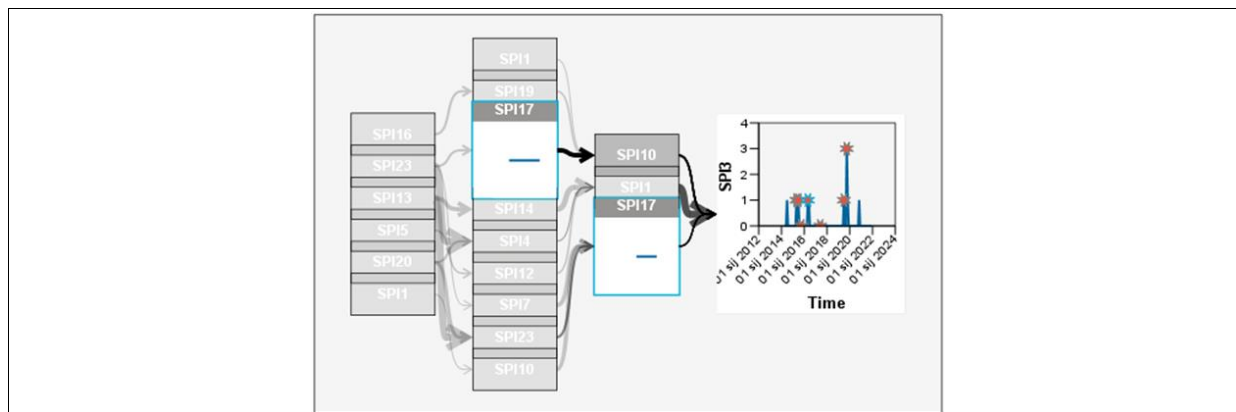 SPI16
SPI23
SPI13
SPI5
SPI20
SPI1
SPI1
SPI19
SPI17
SPI14
SPI4
SPI12
SPI7
SPI23
SPI10
SPI10
SPI1
SPI17
SPI3
4
3
2
1
0
01 sij 2012
01 sij 2014
01 sij 2016
01 sij 2018
01 sij 2020
01 sij 2022
01 sij 2024
Time